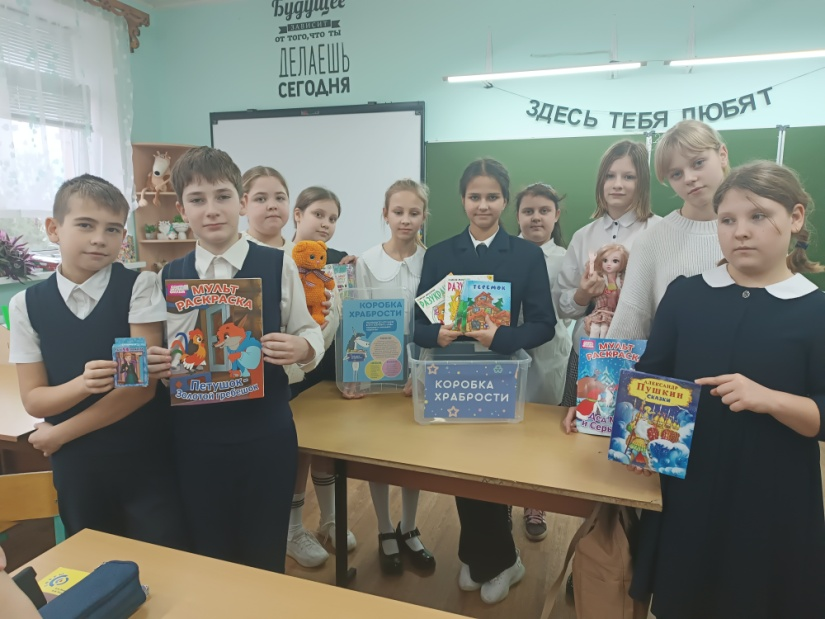 Будущее
ЗАВИСИТ
ОТ ТОГО, ЧТО ТЫ
ДЕЛАЕШЬ
СЕГОДНЯ
ЗДЕСЬ ТЕБЯ ЛЮБЯТ
МУЛЬТ
РАСКРАСКА
Петушок-
Золотой гребешок
КОРОБКА
ХРАБРОСТИ
ТЕРЕМОК
КОРОБКА
ХРАБРОСТИ
МУЛЬТ
РАСКРАСКА
АЛЕКСАНДР
ПУШКИН
СКАЗКИ